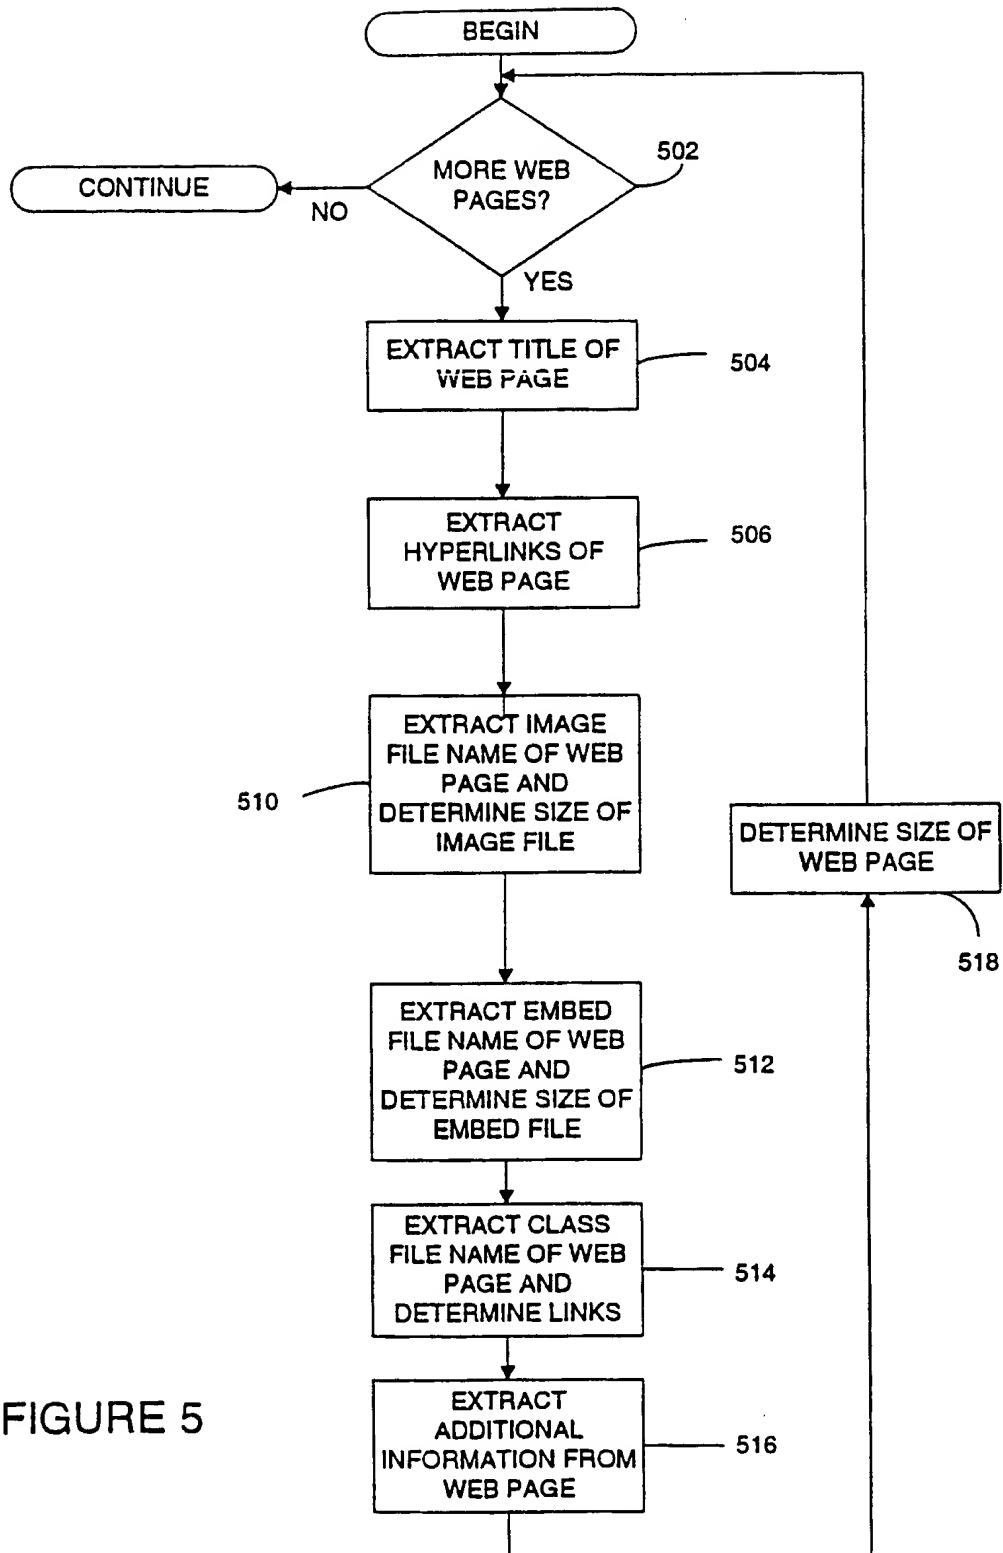 BEGIN
MORE WEB
PAGES?
502
CONTINUE
NO
YES
EXTRACT TITLE OF
WEB PAGE
504
EXTRACT
HYPERLINKS OF
WEB PAGE
506
EXTRACT IMAGE
FILE NAME OF WEB
PAGE AND
DETERMINE SIZE OF
IMAGE FILE
510
DETERMINE SIZE OF
WEB PAGE
518
EXTRACT EMBED
FILE NAME OF WEB
PAGE AND
DETERMINE SIZE OF
EMBED FILE
512
EXTRACT CLASS
FILE NAME OF WEB
PAGE AND
DETERMINE LINKS
514
EXTRACT
ADDITIONAL
INFORMATION FROM
WEB PAGE
516
FIGURE 5